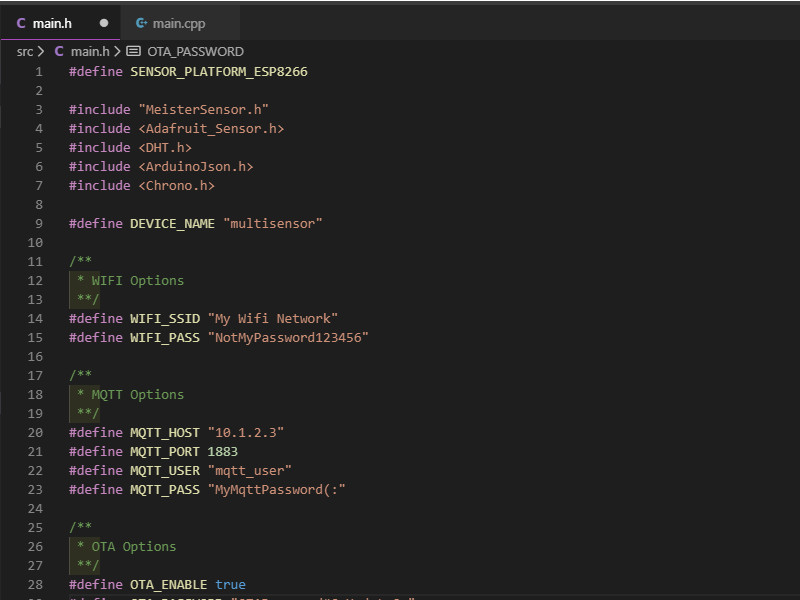 main.h
main.cpp
src > main.h > OTA_PASSWORD
1 #define SENSOR_PLATFORM_ESP8266
2
3 #include "MeisterSensor.h"
4 #include <Adafruit_Sensor.h>
5 #include <DHT.h>
6 #include <ArduinoJson.h>
7 #include <Chrono.h>
8
9 #define DEVICE_NAME "multisensor"
10
11 /**
12 * WIFI Options
13 **/
14 #define WIFI_SSID "My Wifi Network"
15 #define WIFI_PASS "NotMyPassword123456"
16
17 /**
18 * MQTT Options
19 **/
20 #define MQTT_HOST "10.1.2.3"
21 #define MQTT_PORT 1883
22 #define MQTT_USER "mqtt_user"
23 #define MQTT_PASS "MyMqttPassword(:"
24
25 /**
26 * OTA Options
27 **/
28 #define OTA_ENABLE true